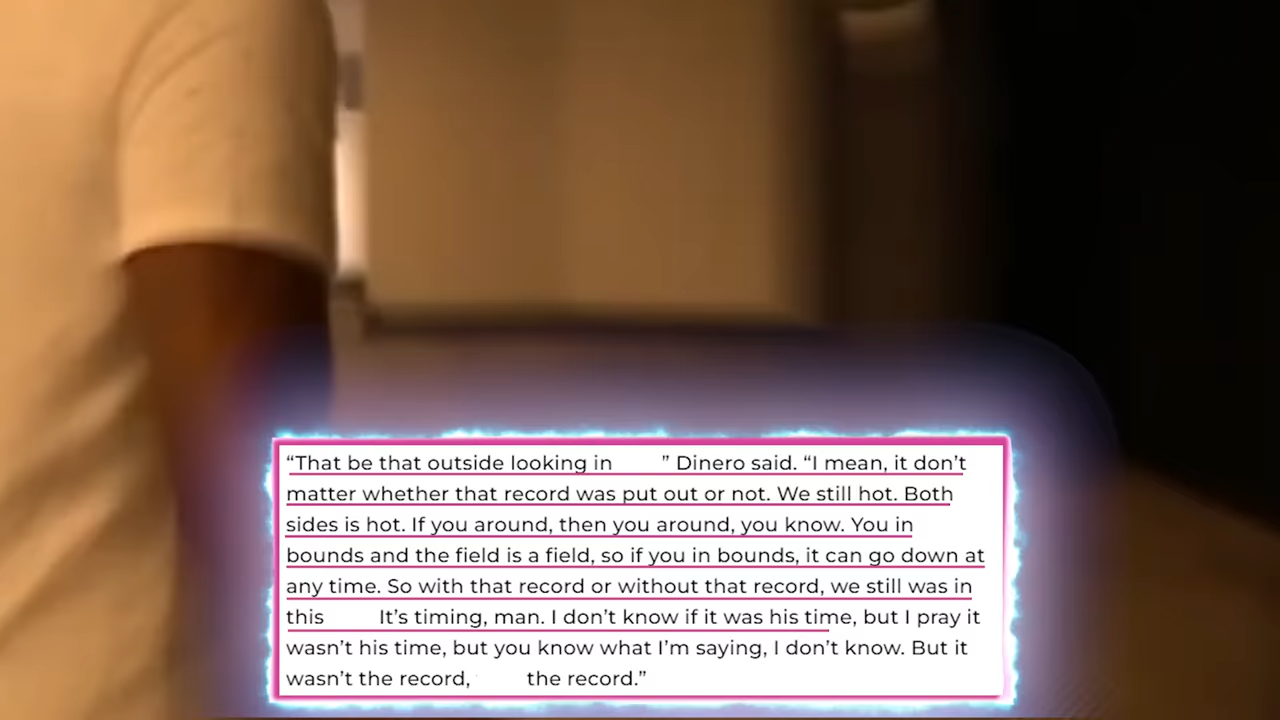 “That be that outside looking in ” Dinero said. “I mean, it don’t
matter whether that record was put out or not. We still hot. Both
sides is hot. If you around, then you around, you know. You in
bounds and the field is a field, so if you in bounds, it can go down at
any time. So with that record or without that record, we still was in
this It’s timing, man. I don’t know if it was his time, but I pray it
wasn’t his time, but you know what I’m saying, I don’t know. But it
wasn’t the record, the record.”